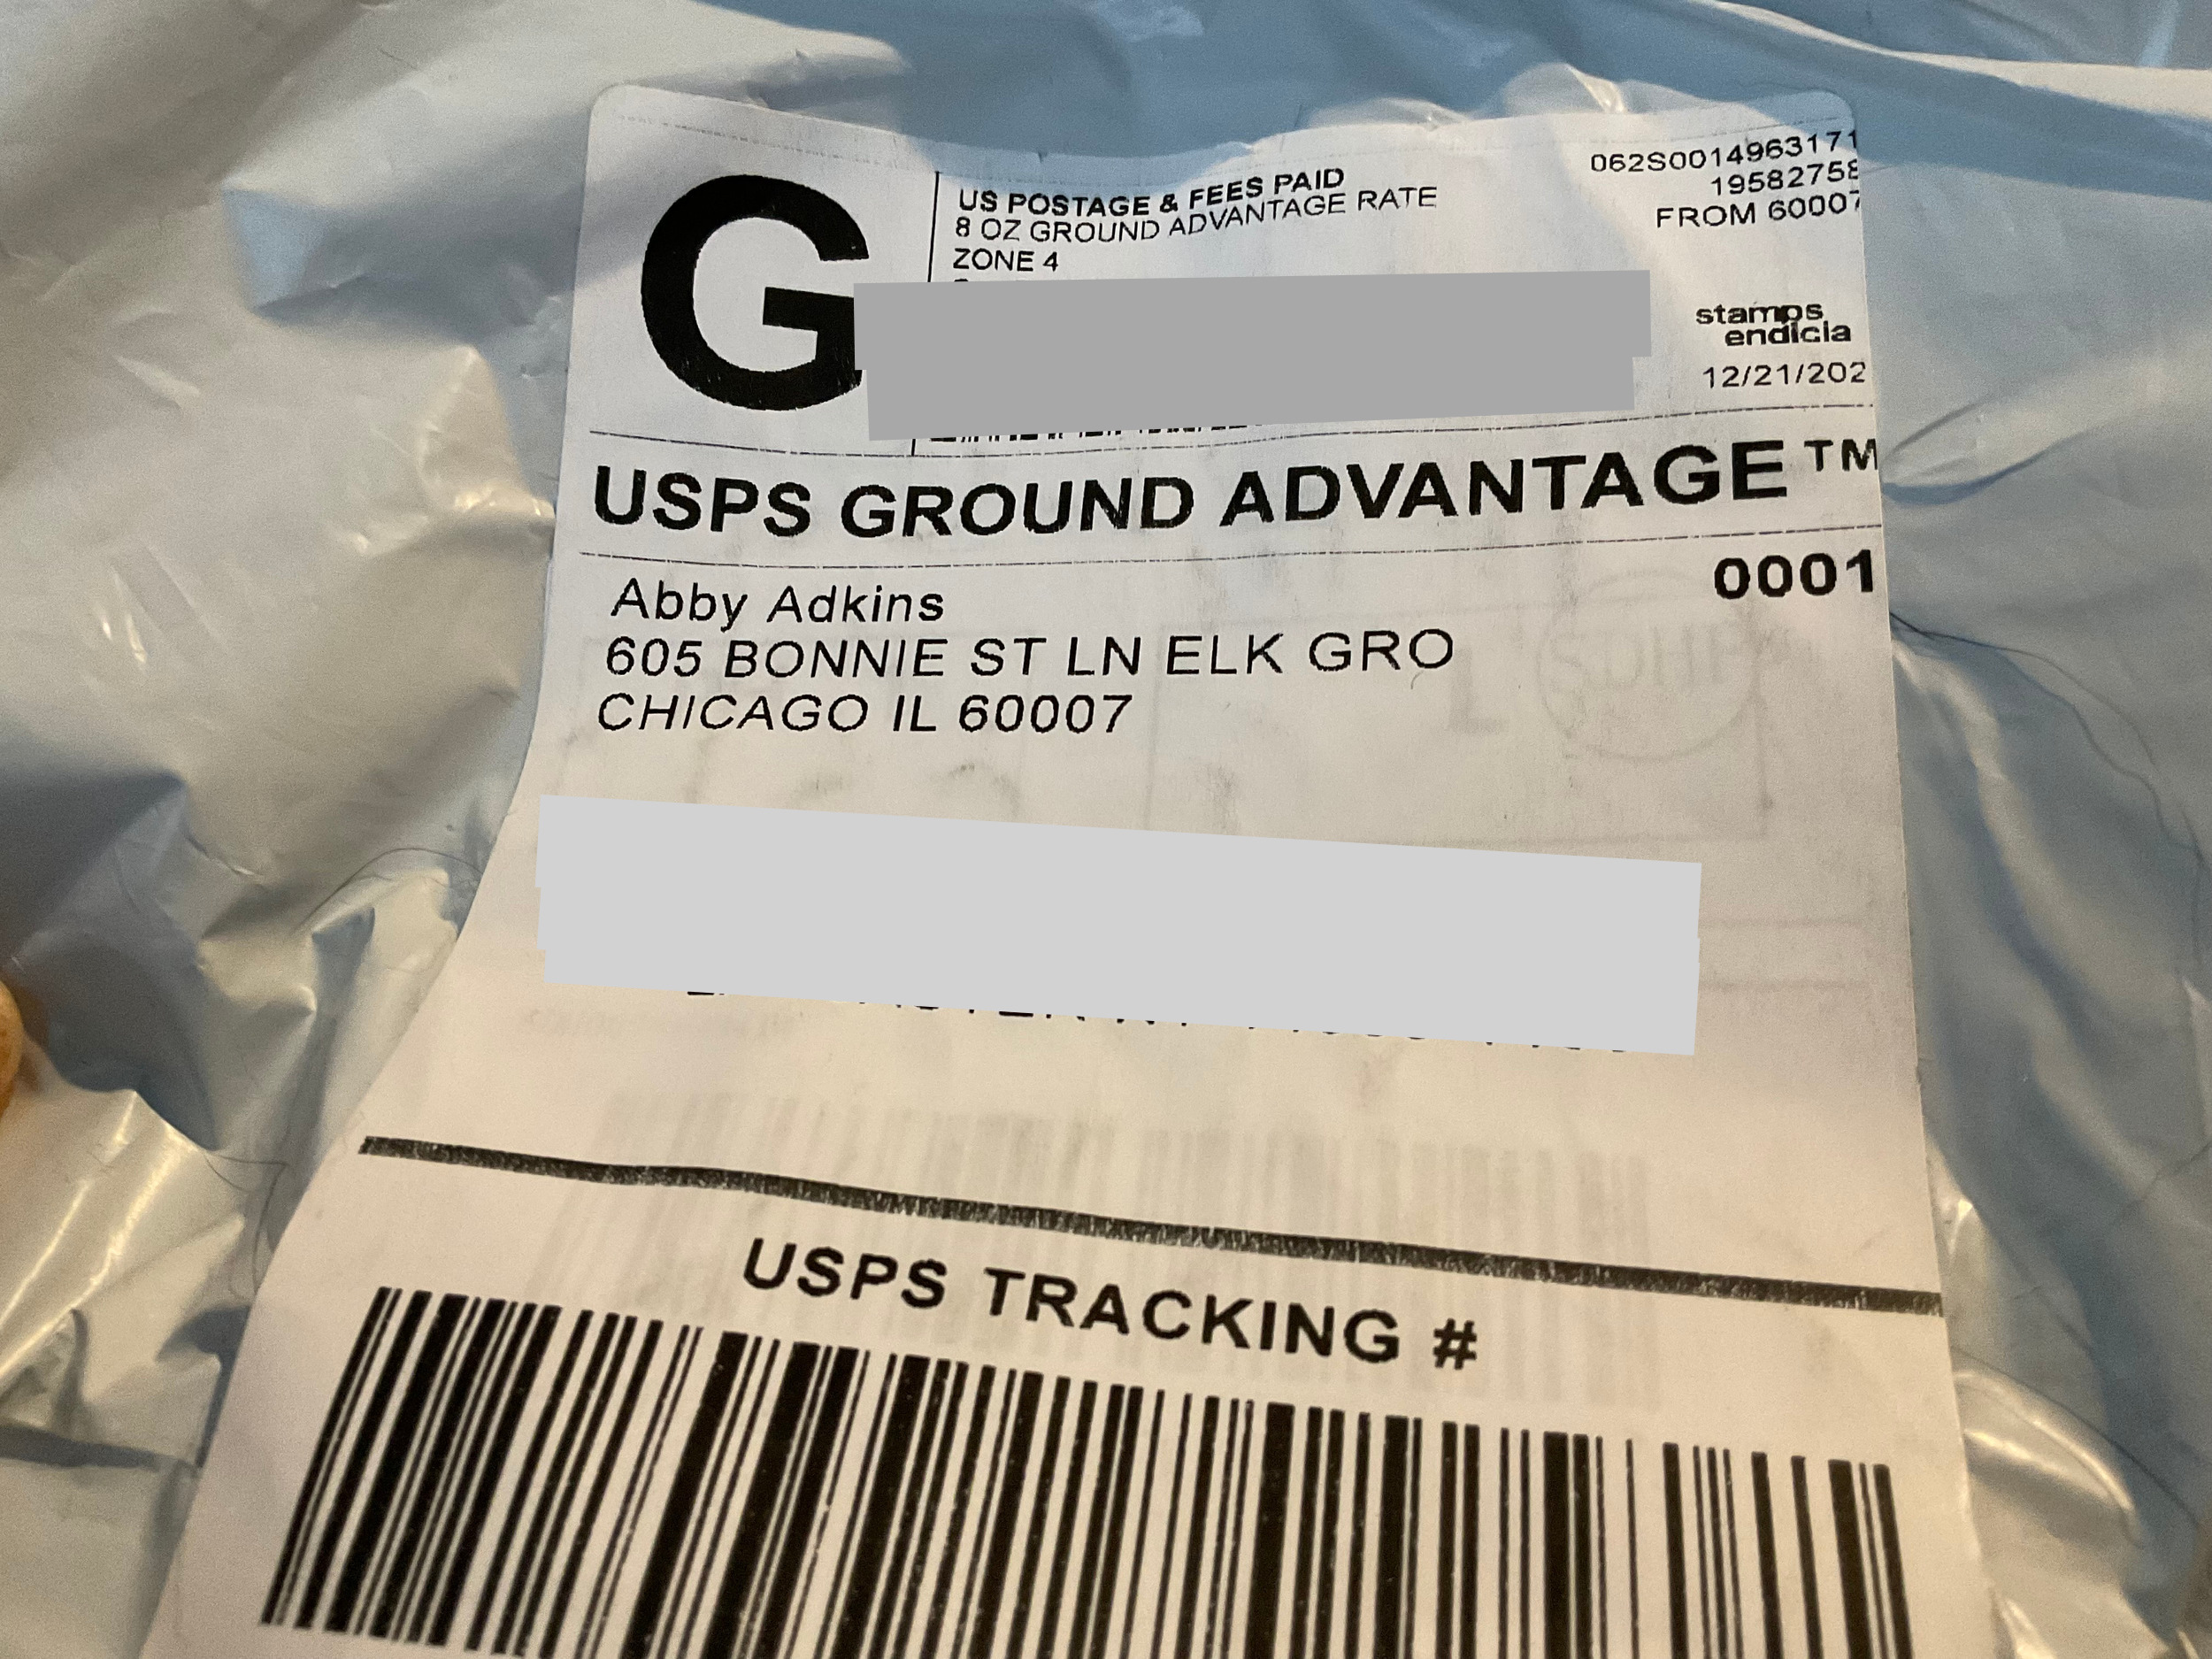 G
US POSTAGE & FEES PAID
8 OZ GROUND ADVANTAGE RATE
ZONE 4
062S0014963171
19582758
FROM 60007
stamps
endicia
12/21/202
USPS GROUND ADVANTAGE™
0001
Abby Adkins
605 BONNIE ST LN ELK GRO
CHICAGO IL 60007
USPS TRACKING #